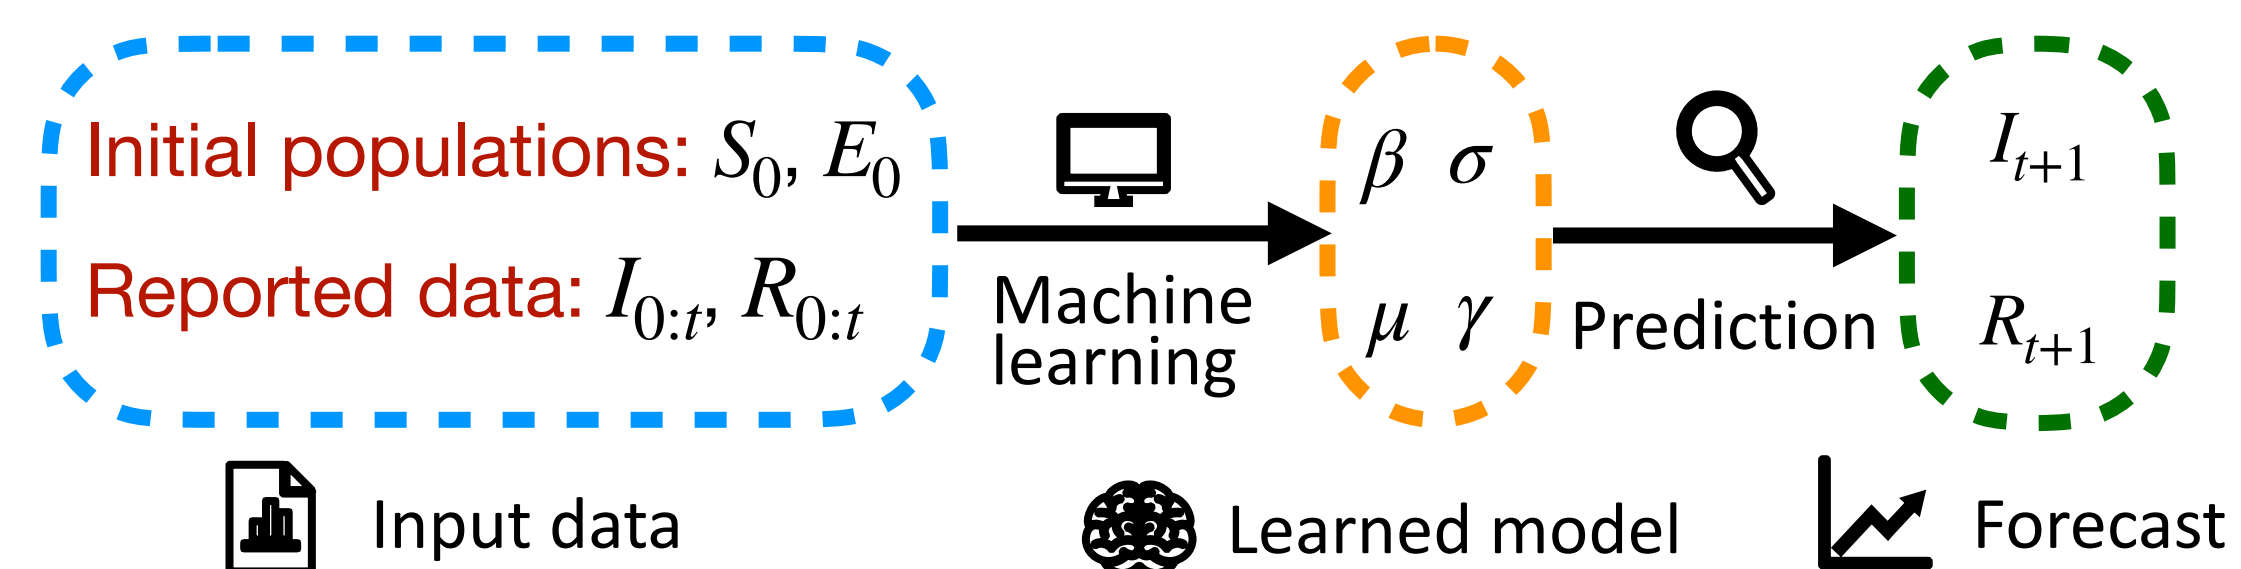 Initial populations: S₀, E₀
Reported data: I₀:ₜ, R₀:ₜ
Machine
learning
β σ
μ γ
Prediction
Iₜ₊₁
Rₜ₊₁
Input data
Learned model
Forecast